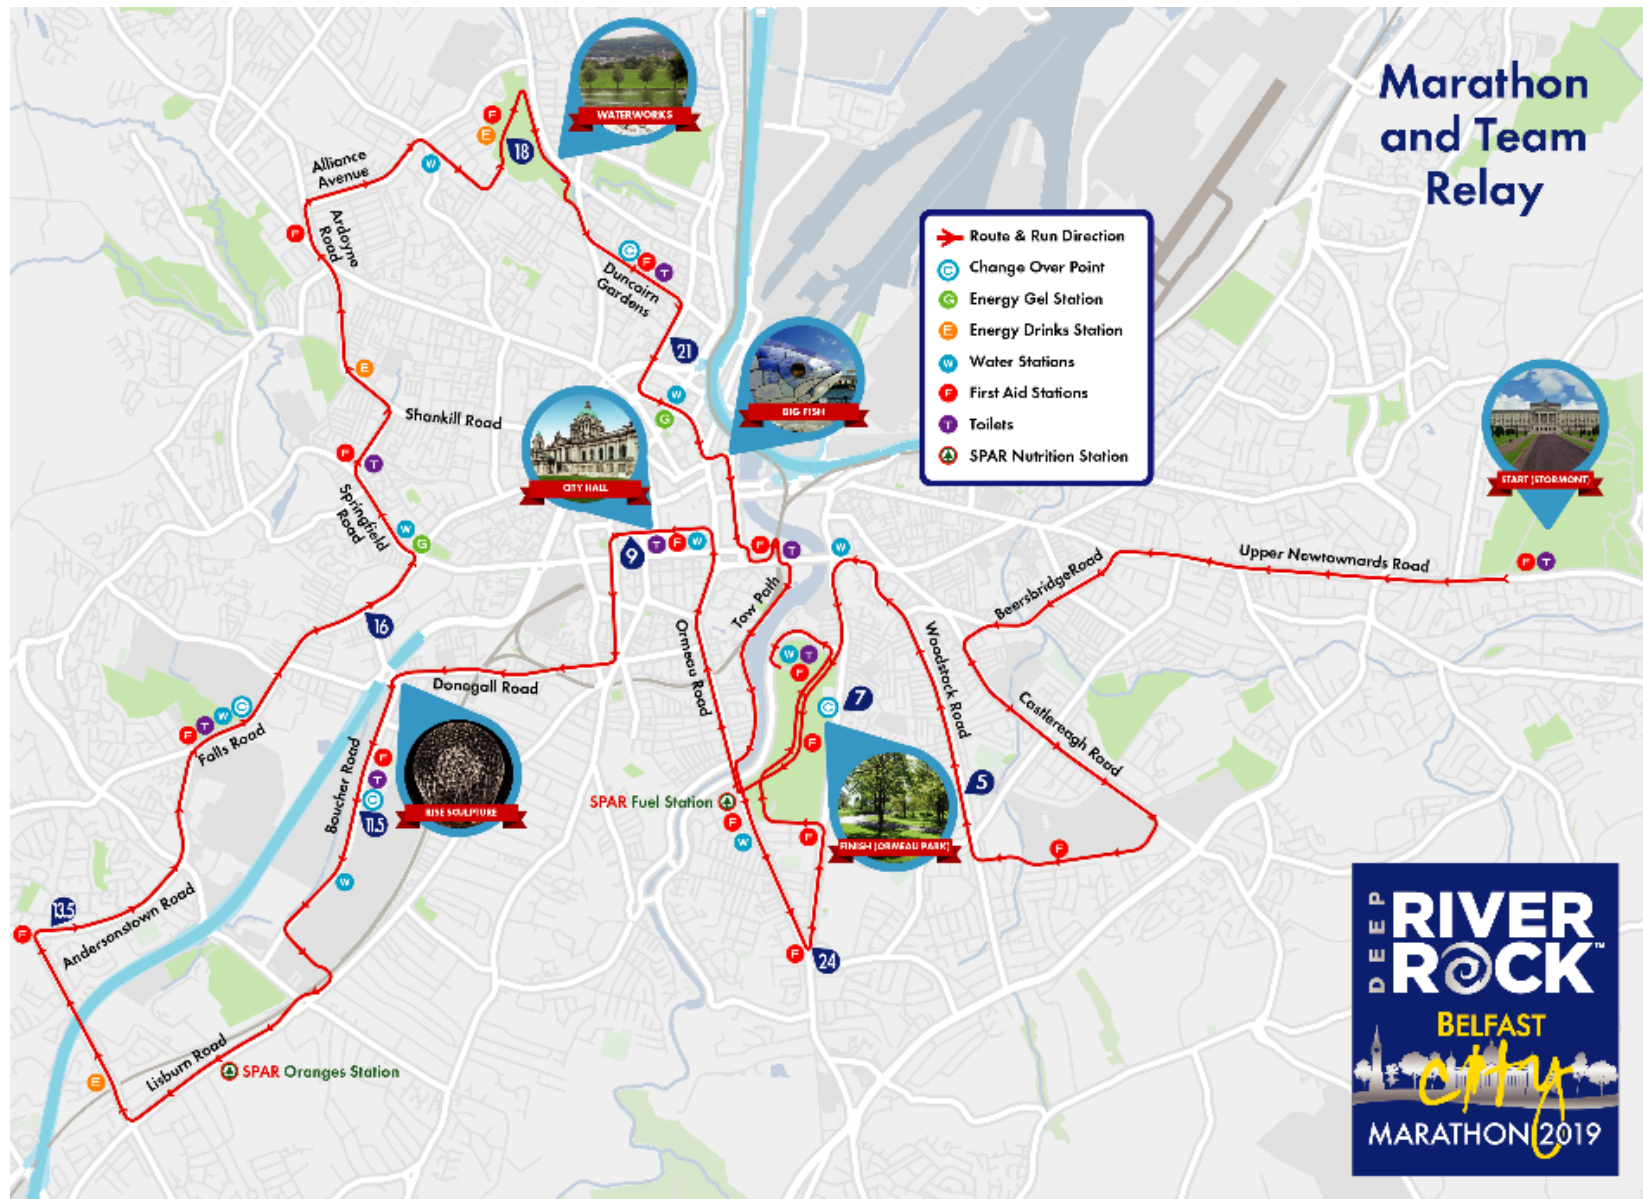 Marathon
and Team
Relay
Route & Run Direction
C Change Over Point
G Energy Gel Station
E Energy Drinks Station
W Water Stations
F First Aid Stations
T Toilets
SPAR Nutrition Station
WATERWORKS
F
E
18
W
Alliance
Avenue
F
Ardoyne
Road
C F T
Duncairn
Gardens
21
W
G
BIG FISH
E
Shankill Road
CITY HALL
F
T
Springfield
Road
W
G
9
T F W
F T
W
START (STORMONT)
F T
Upper Newtownards Road
Beersbridge Road
Tow Path
Ormeau Road
Woodstock Road
Castlereagh Road
16
Donegall Road
W T
F
C
7
F
F T W C
Falls Road
Boucher Road
F
T
C
11.5
RISE SCULPTURE
W
SPAR Fuel Station
F
W
F
FINISH (ORMEAU PARK)
5
F
13.5
F
Andersonstown Road
F
24
E
Lisburn Road
SPAR Oranges Station
DEEP
RIVER
ROCK™
BELFAST
city
MARATHON 2019